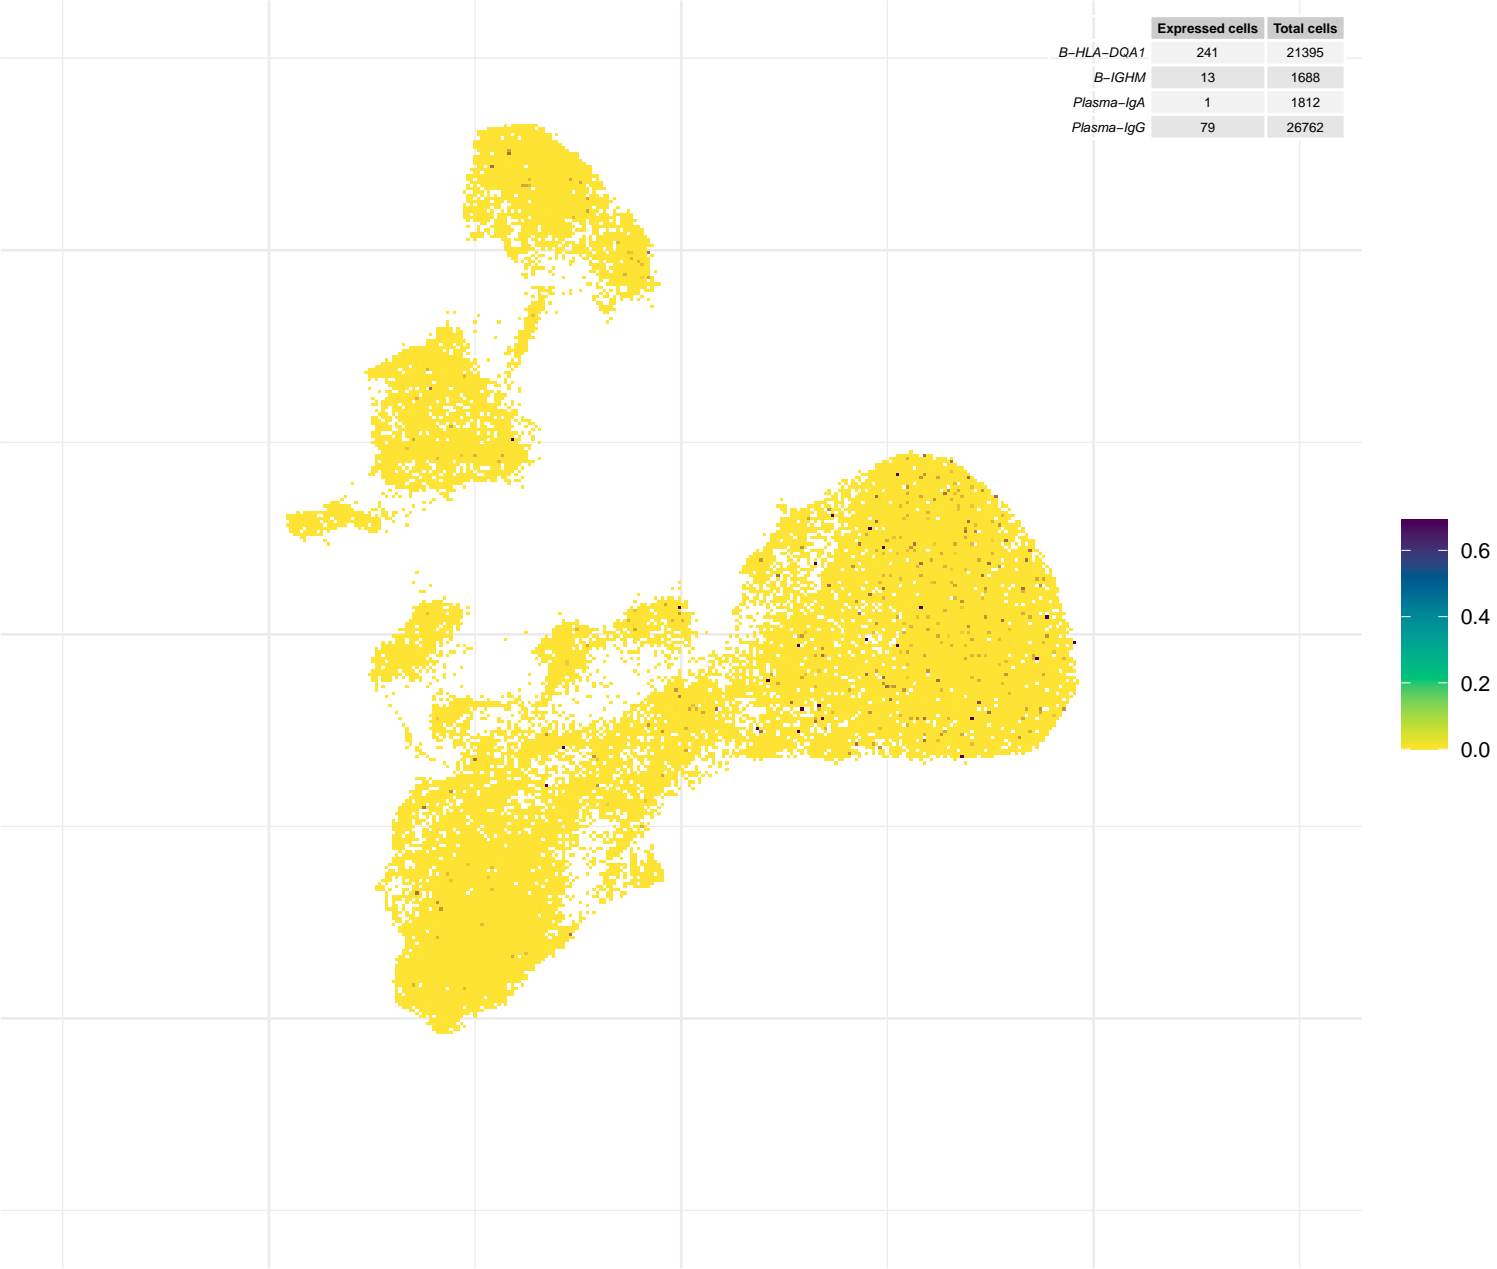 Expressed cells Total cells
B−HLA−DQA1 241 21395
B−IGHM 13 1688
Plasma−IgA 1 1812
Plasma−IgG 79 26762
0.6
0.4
0.2
0.0